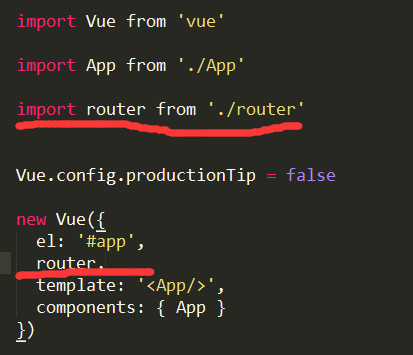 import Vue from 'vue'
import App from './App'
import router from './router'
Vue.config.productionTip = false
new Vue({
el: '#app',
router,
template: '<App/>',
components: { App }
})